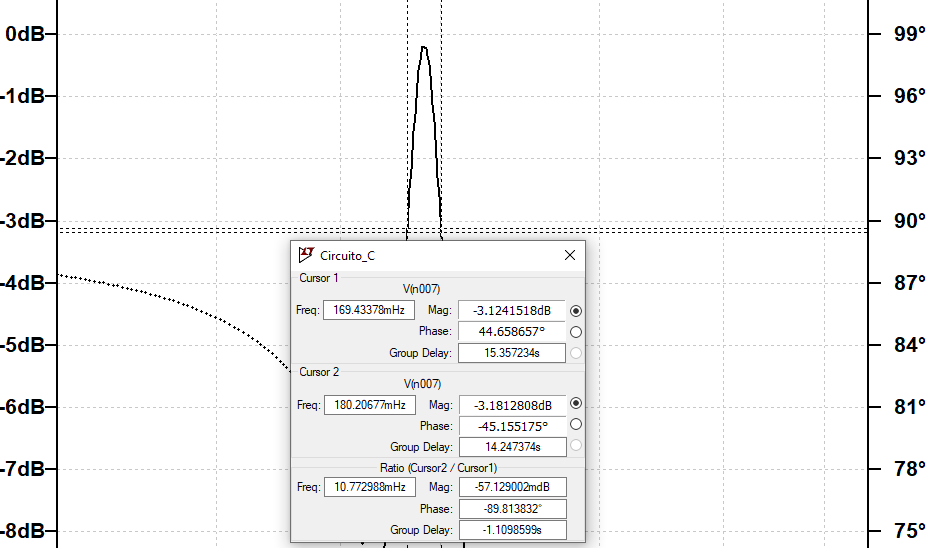 0dB
99°
-1dB
96°
-2dB
93°
-3dB
90°
Circuito_C
Cursor 1
V(n007)
-4dB
87°
Freq: 169.43378mHz Mag: -3.1241518dB
Phase: 44.658657°
-5dB
84°
Group Delay: 15.357234s
Cursor 2
V(n007)
-6dB
81°
Freq: 180.20677mHz Mag: -3.1812808dB
Phase: -45.155175°
Group Delay: 14.247374s
-7dB
78°
Ratio (Cursor2 / Cursor1)
Freq: 10.772988mHz Mag: -57.129002mdB
Phase: -89.813832°
-8dB
75°
Group Delay: -1.1098599s